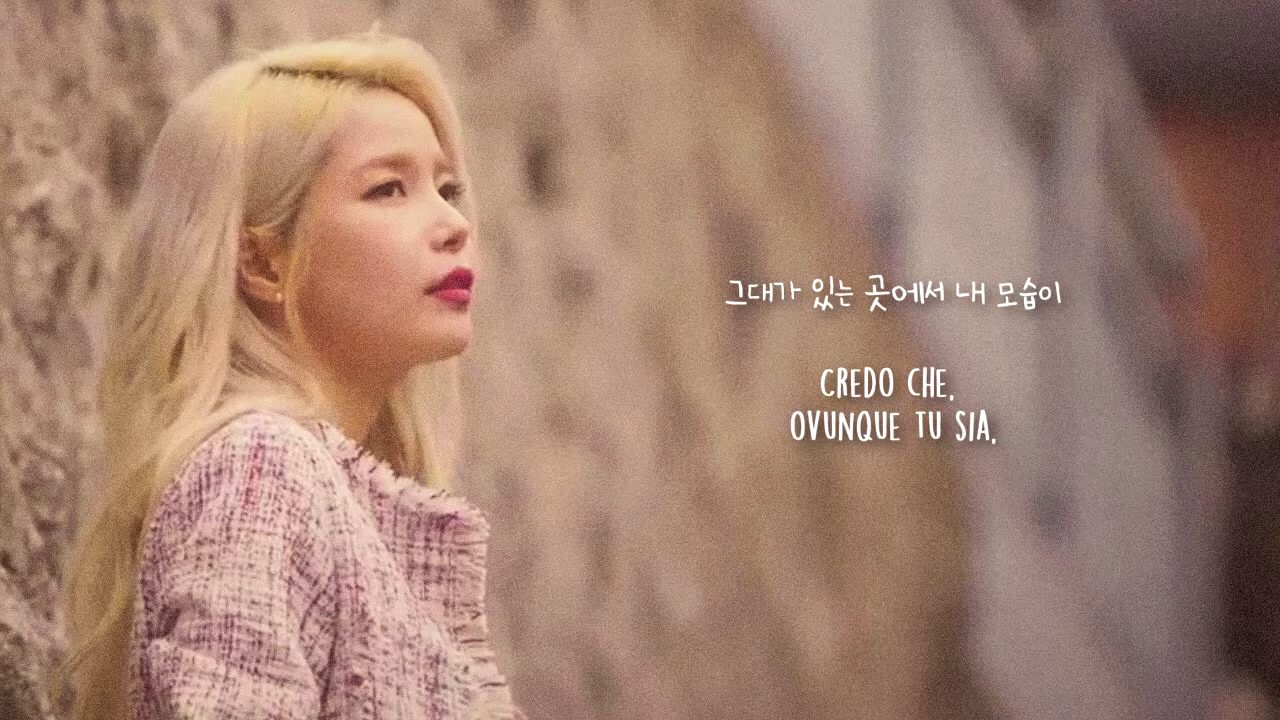 그대가 있는 곳에서 내 모습이
CREDO CHE,
OVUNQUE TU SIA,